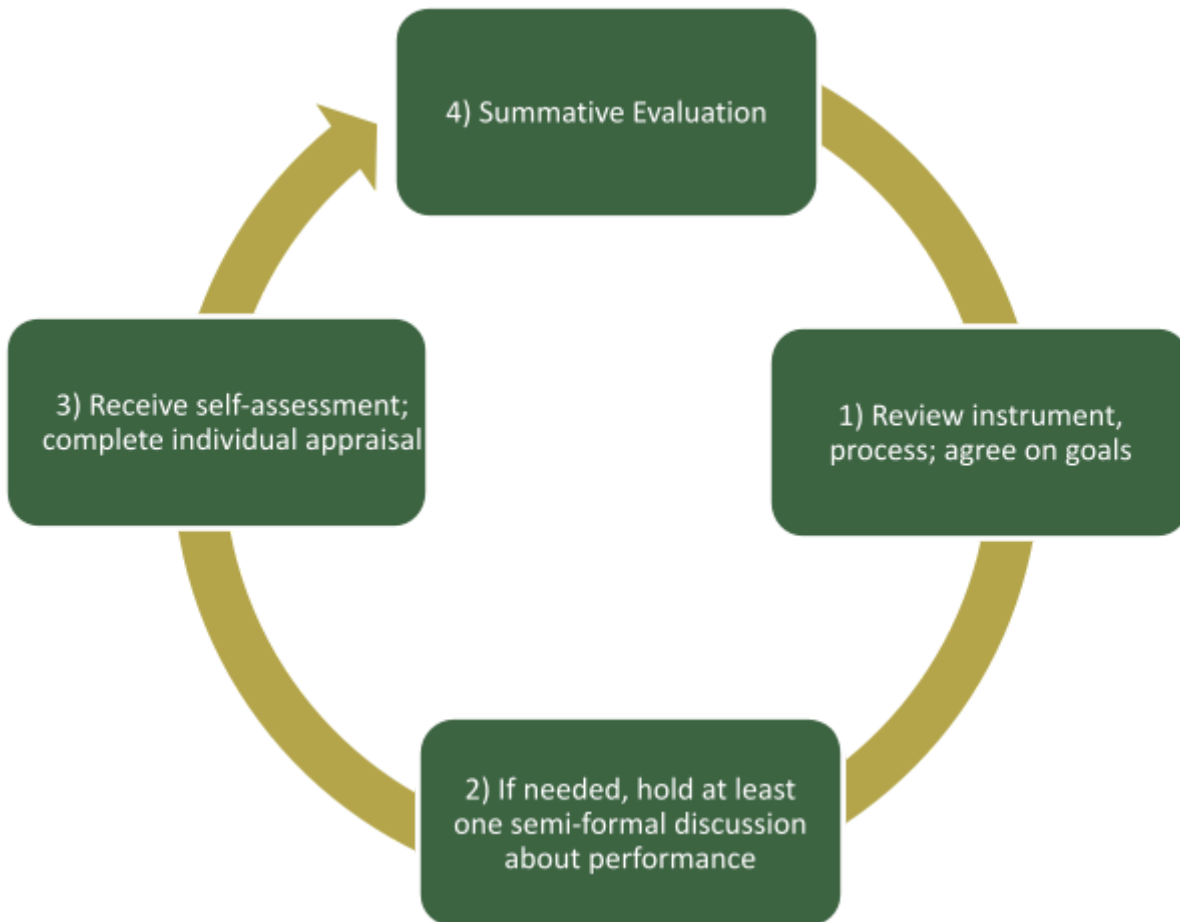 4) Summative Evaluation
3) Receive self-assessment;
complete individual appraisal
1) Review instrument,
process; agree on goals
2) If needed, hold at least
one semi-formal discussion
about performance